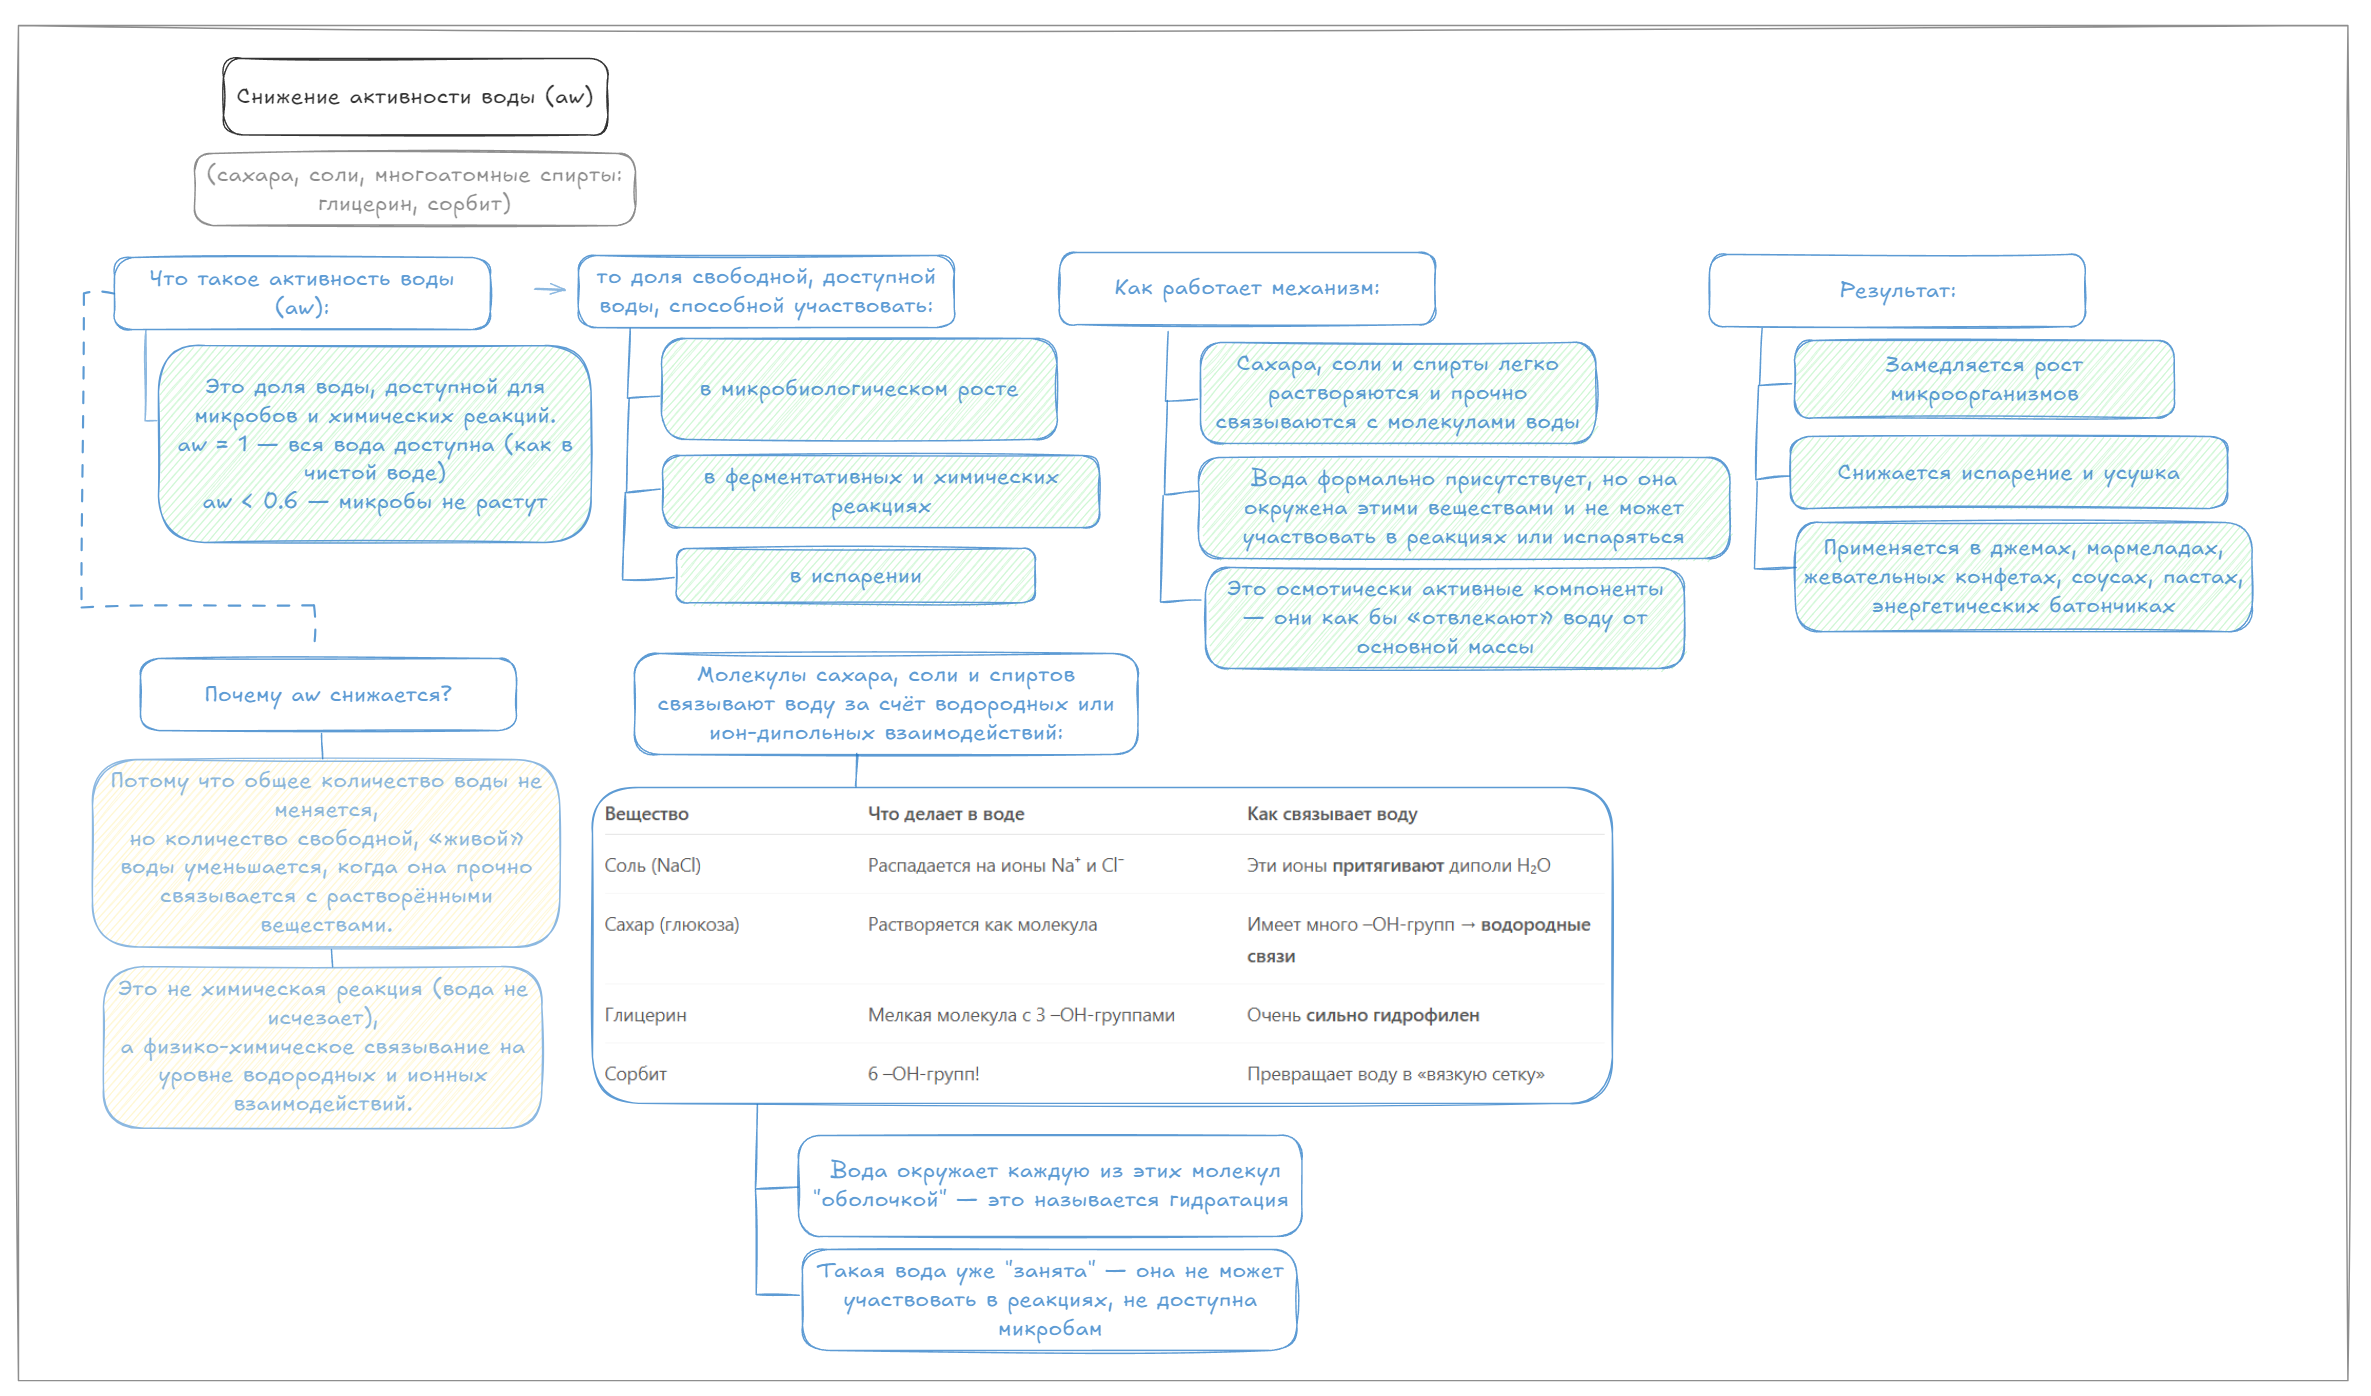 Снижение активности воды (aw)
(сахара, соли, многоатомные спирты:
глицерин, сорбит)
Что такое активность воды
(aw):
Это доля воды, доступной для
микробов и химических реакций.
aw = 1 — вся вода доступна (как в
чистой воде)
aw < 0.6 — микробы не растут
то доля свободной, доступной
воды, способной участвовать:
в микробиологическом росте
в ферментативных и химических
реакциях
в испарении
Как работает механизм:
Сахара, соли и спирты легко
растворяются и прочно
связываются с молекулами воды
Вода формально присутствует, но она
окружена этими веществами и не может
участвовать в реакциях или испаряться
Это осмотически активные компоненты
— они как бы «отвлекают» воду от
основной массы
Результат:
Замедляется рост
микроорганизмов
Снижается испарение и усушка
Применяется в джемах, мармеладах,
жевательных конфетах, соусах, пастах,
энергетических батончиках
Почему aw снижается?
Потому что общее количество воды не
меняется,
но количество свободной, «живой»
воды уменьшается, когда она прочно
связывается с растворёнными
веществами.
Это не химическая реакция (вода не
исчезает),
а физико-химическое связывание на
уровне водородных и ионных
взаимодействий.
Молекулы сахара, соли и спиртов
связывают воду за счёт водородных или
ион-дипольных взаимодействий:
Вещество Что делает в воде Как связывает воду
Соль (NaCl) Распадается на ионы Na⁺ и Cl⁻ Эти ионы притягивают диполи H₂O
Сахар (глюкоза) Растворяется как молекула Имеет много –OH-групп → водородные
связи
Глицерин Мелкая молекула с 3 –OH-группами Очень сильно гидрофилен
Сорбит 6 –OH-групп! Превращает воду в «вязкую сетку»
Вода окружает каждую из этих молекул
"оболочкой" — это называется гидратация
Такая вода уже "занята" — она не может
участвовать в реакциях, не доступна
микробам